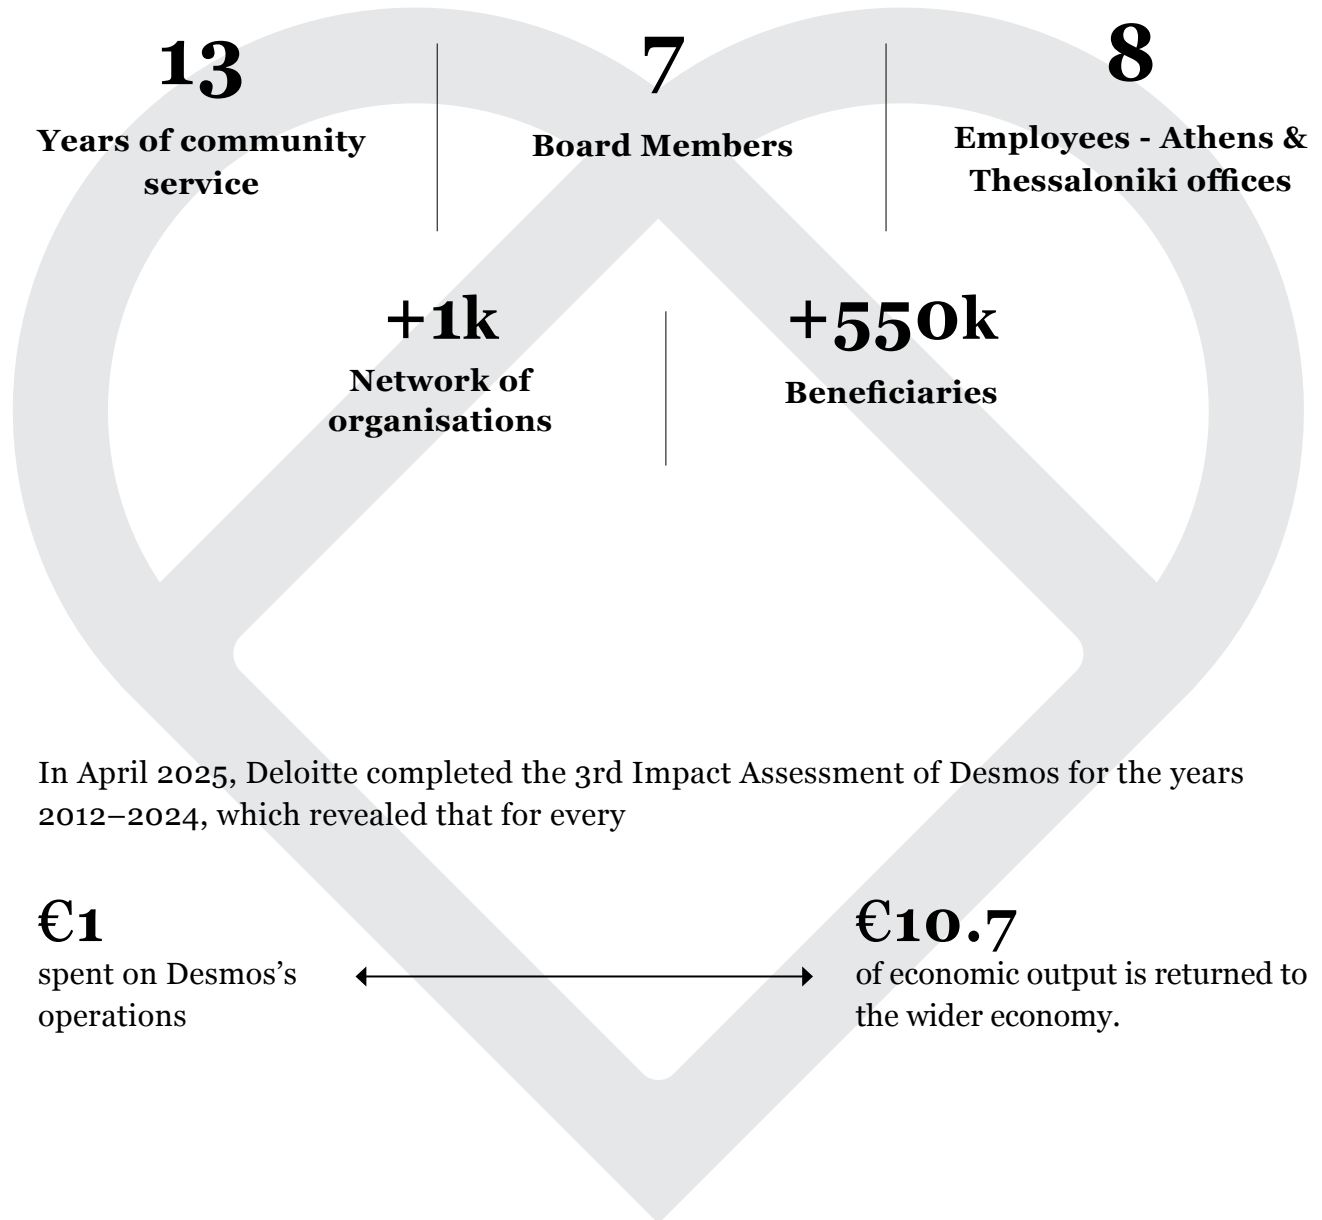 13
Years of community
service
7
Board Members
8
Employees - Athens &
Thessaloniki offices
+1k
Network of
organisations
+550k
Beneficiaries
In April 2025, Deloitte completed the 3rd Impact Assessment of Desmos for the years
2012–2024, which revealed that for every
€1
spent on Desmos’s
operations
€10.7
of economic output is returned to
the wider economy.